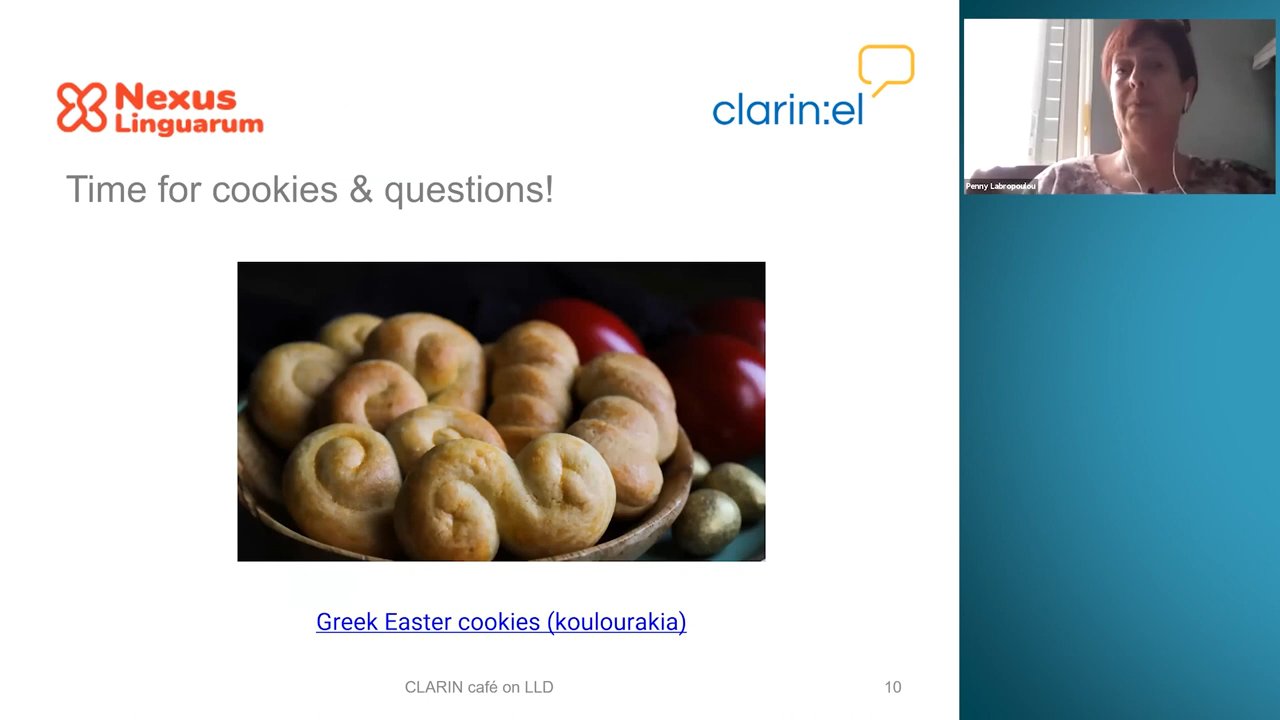 Nexus
Linguarum
clarin:el
Time for cookies & questions!
Greek Easter cookies (koulourakia)
CLARIN café on LLD
10
Penny Labropoulou